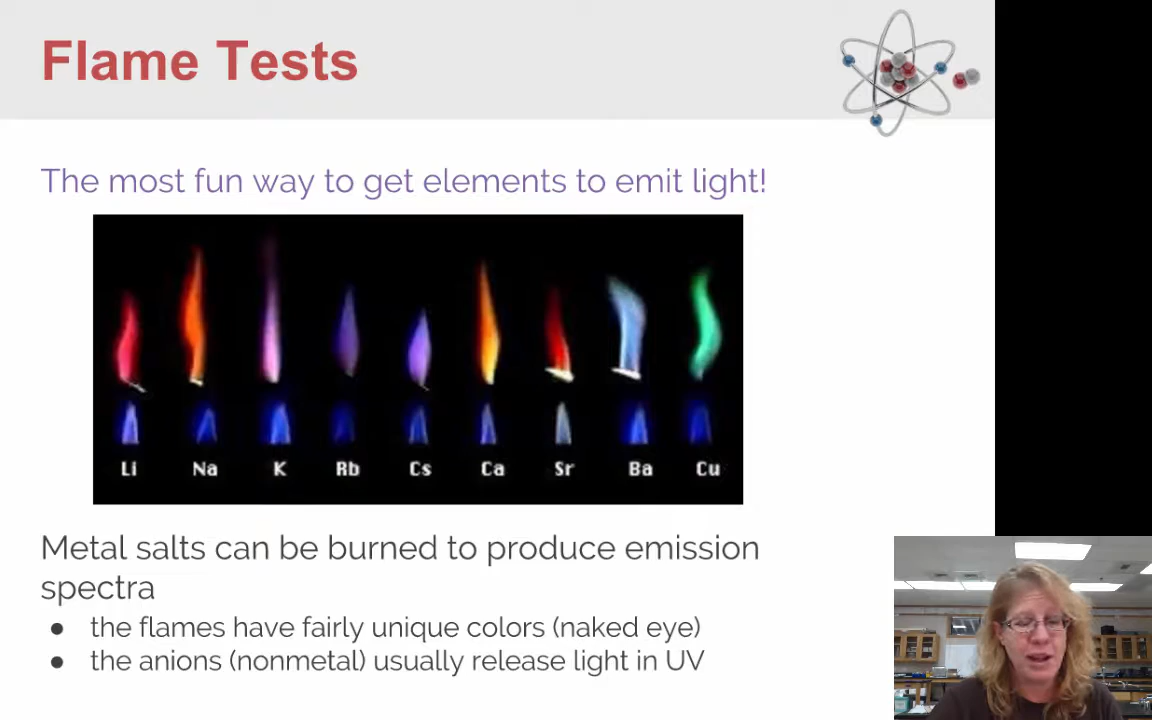 Flame Tests
The most fun way to get elements to emit light!
Li Na K Rb Cs Ca Sr Ba Cu
Metal salts can be burned to produce emission
spectra
● the flames have fairly unique colors (naked eye)
● the anions (nonmetal) usually release light in UV